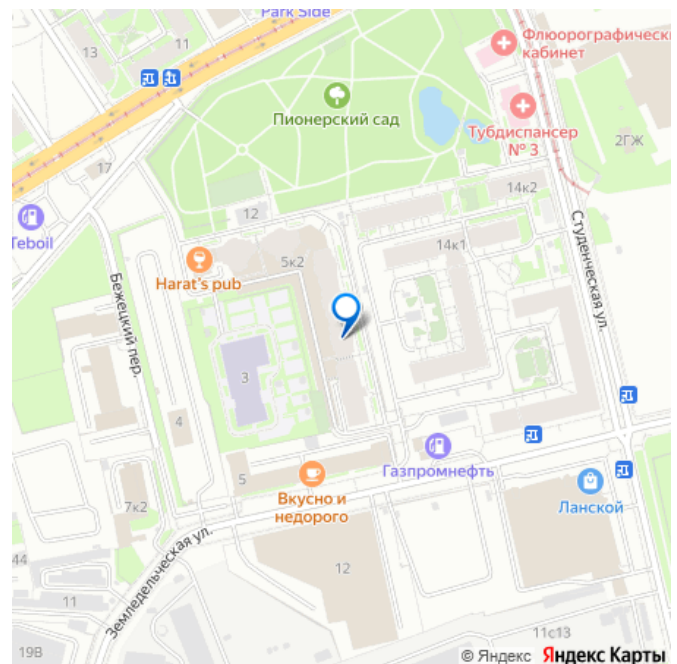 Park Side
13
11
Флюорографически
кабинет
Пионерский сад
Тубдиспансер
№ 3
2ГЖ
17
14к2
12
Teboil
Студенческая ул.
14к1
5к2
Harat's pub
Бежецкий пер.
3
4
5
Газпромнефть
Вкусно и
недорого
Ланской
7к2
44
Земледельческая ул.
12
11
11с13
19В
© Яндекс Яндекс Карты